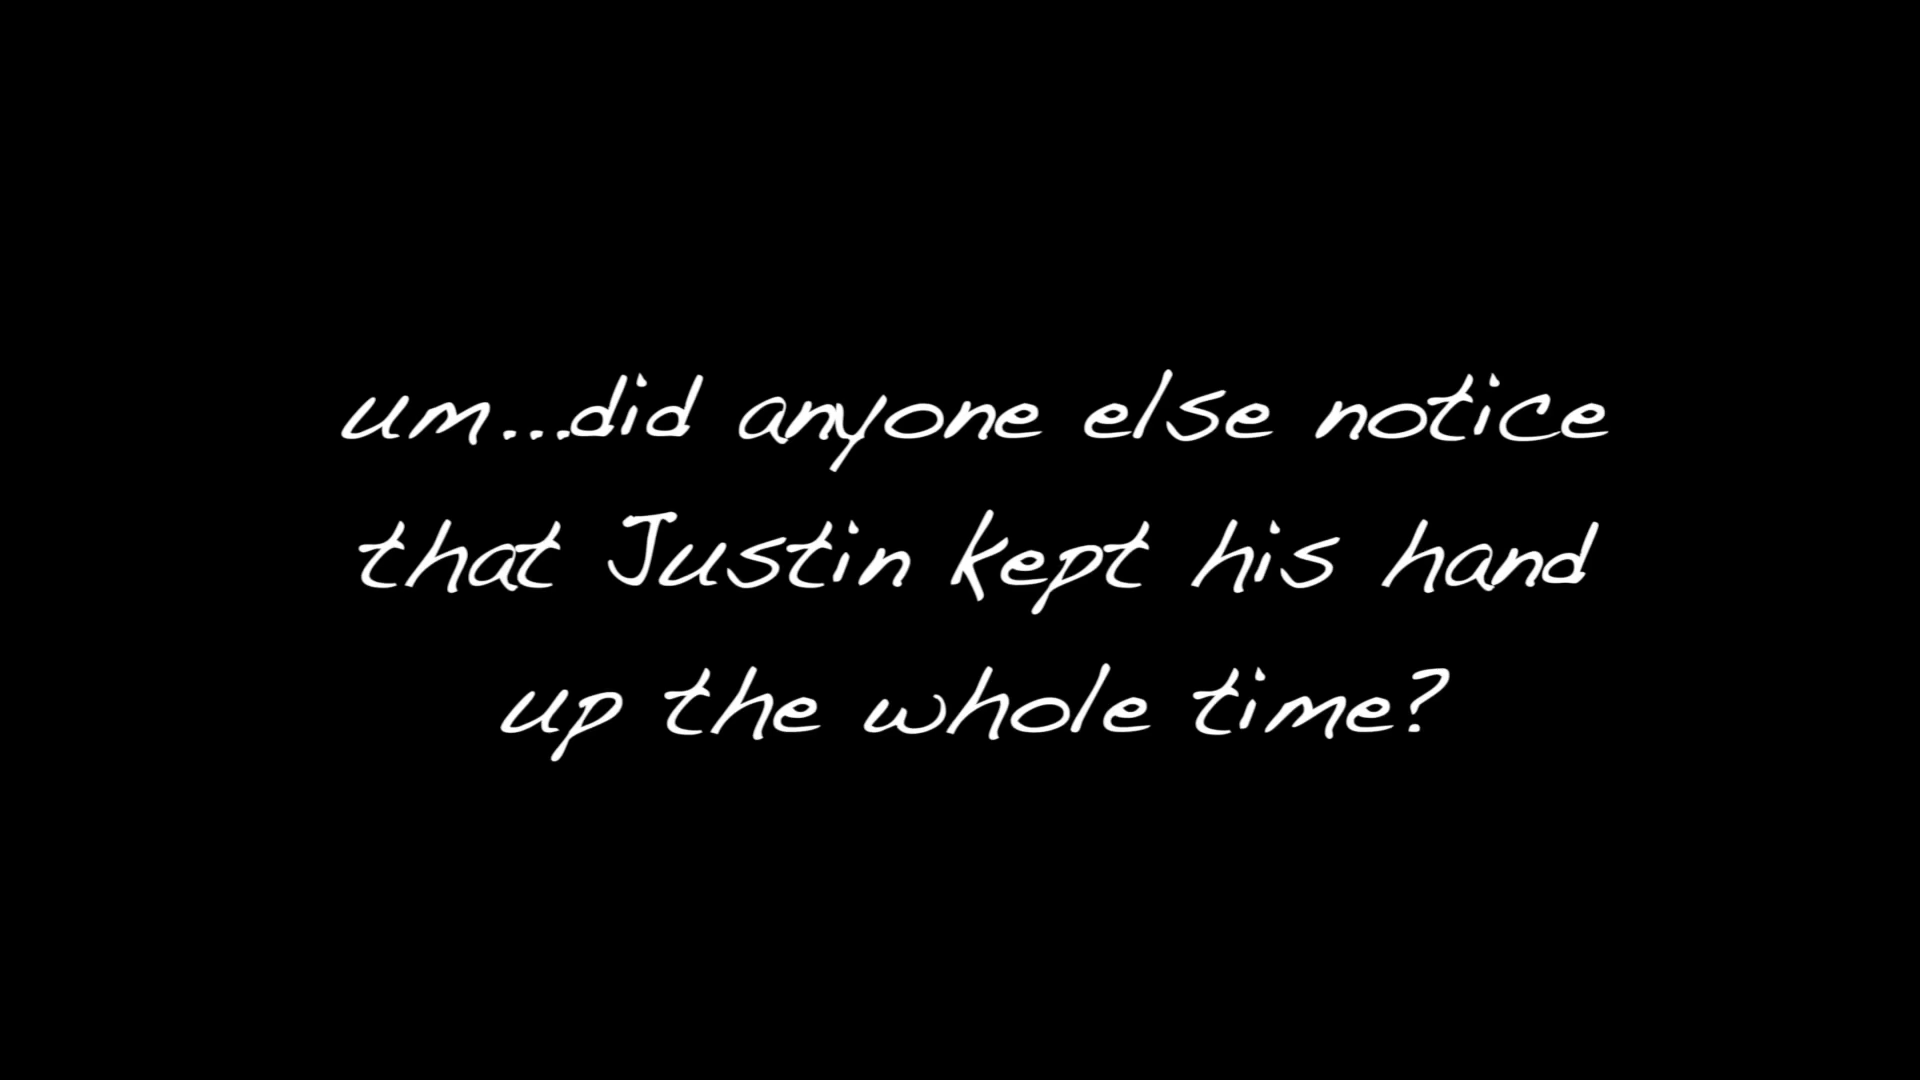 um...did anyone else notice
that Justin kept his hand
up the whole time?